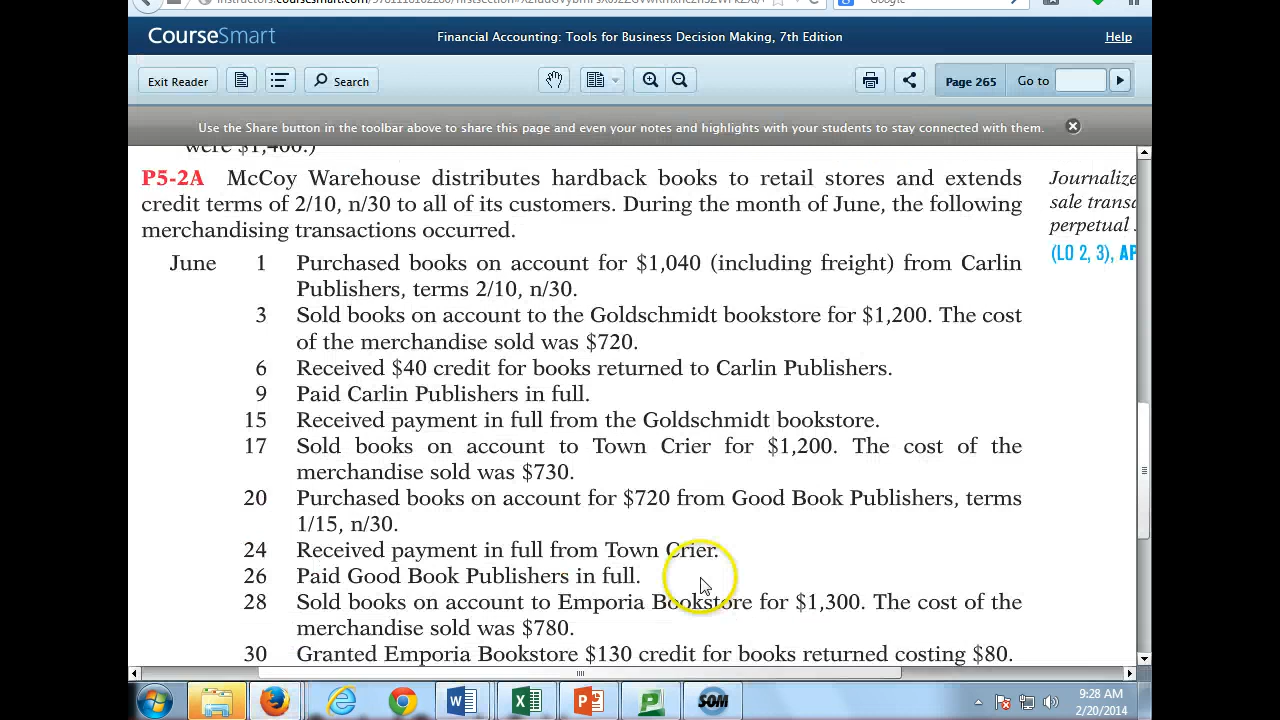 CourseSmart
Financial Accounting: Tools for Business Decision Making, 7th Edition
Help
Exit Reader
Search
Page 265
Go to
Use the Share button in the toolbar above to share this page and even your notes and highlights with your students to stay connected with them.
were $1,400.)
P5-2A McCoy Warehouse distributes hardback books to retail stores and extends
credit terms of 2/10, n/30 to all of its customers. During the month of June, the following
merchandising transactions occurred.
Journalize
sale transa
perpetual
(LO 2, 3), AP
June 1 Purchased books on account for $1,040 (including freight) from Carlin
Publishers, terms 2/10, n/30.
3 Sold books on account to the Goldschmidt bookstore for $1,200. The cost
of the merchandise sold was $720.
6 Received $40 credit for books returned to Carlin Publishers.
9 Paid Carlin Publishers in full.
15 Received payment in full from the Goldschmidt bookstore.
17 Sold books on account to Town Crier for $1,200. The cost of the
merchandise sold was $730.
20 Purchased books on account for $720 from Good Book Publishers, terms
1/15, n/30.
24 Received payment in full from Town Crier.
26 Paid Good Book Publishers in full.
28 Sold books on account to Emporia Bookstore for $1,300. The cost of the
merchandise sold was $780.
30 Granted Emporia Bookstore $130 credit for books returned costing $80.
SOM
9:28 AM
2/20/2014